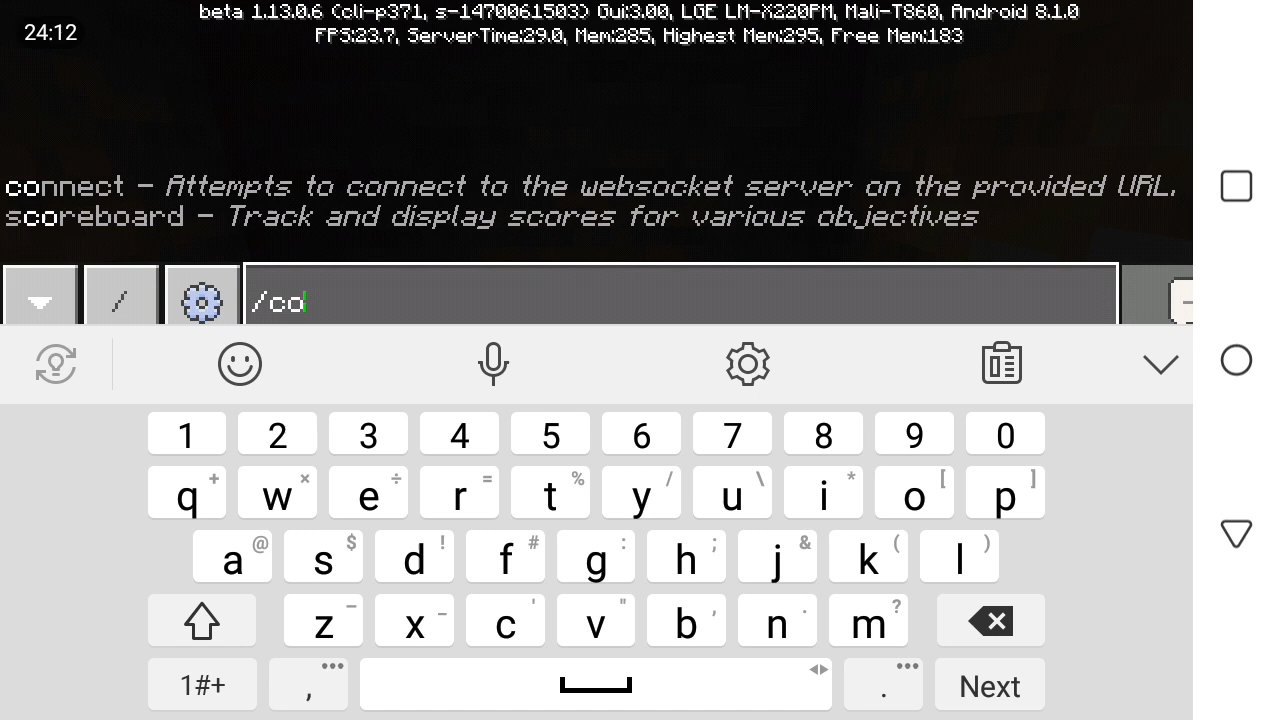 24:12
beta 1.13.0.6 (cli-p371, s-1470061503) Gui:3.00, LGE LM-X220PM, Mali-T860, Android 8.1.0
FPS:23.7, ServerTime:29.0, Mem:285, Highest Mem:295, Free Mem:183
connect - Attempts to connect to the websocket server on the provided URL.
scoreboard - Track and display scores for various objectives
/
/co
1 2 3 4 5 6 7 8 9 0
q + w × e ÷ r = t % y / u \ i * o [ p ]
a @ s $ d ! f # g : h ; j & k ( l )
z – x - c ' v " b , n . m ?
1#+ , ••• . ••• Next